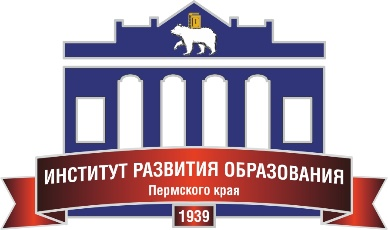 ИНСТИТУТ РАЗВИТИЯ ОБРАЗОВАНИЯ
Пермского края
1939